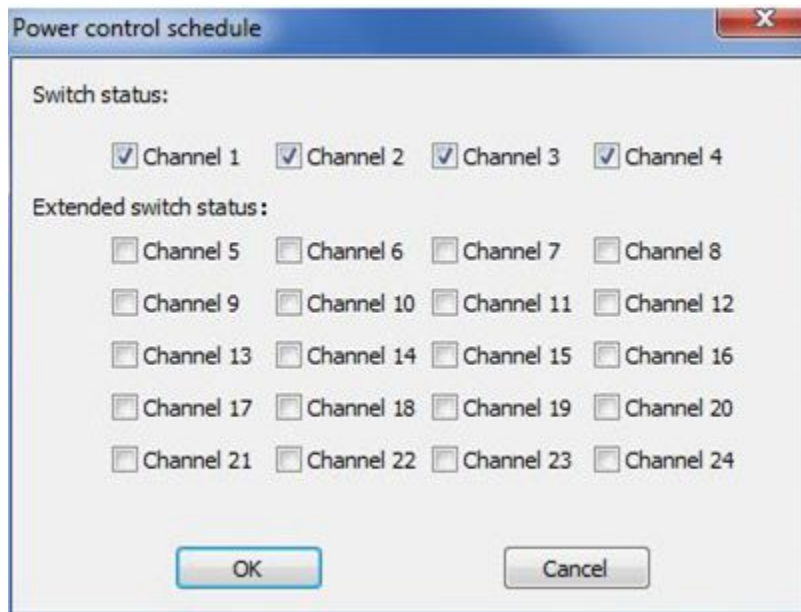 Power control schedule
Switch status:
Channel 1 Channel 2 Channel 3 Channel 4
Extended switch status:
Channel 5 Channel 6 Channel 7 Channel 8
Channel 9 Channel 10 Channel 11 Channel 12
Channel 13 Channel 14 Channel 15 Channel 16
Channel 17 Channel 18 Channel 19 Channel 20
Channel 21 Channel 22 Channel 23 Channel 24
OK Cancel